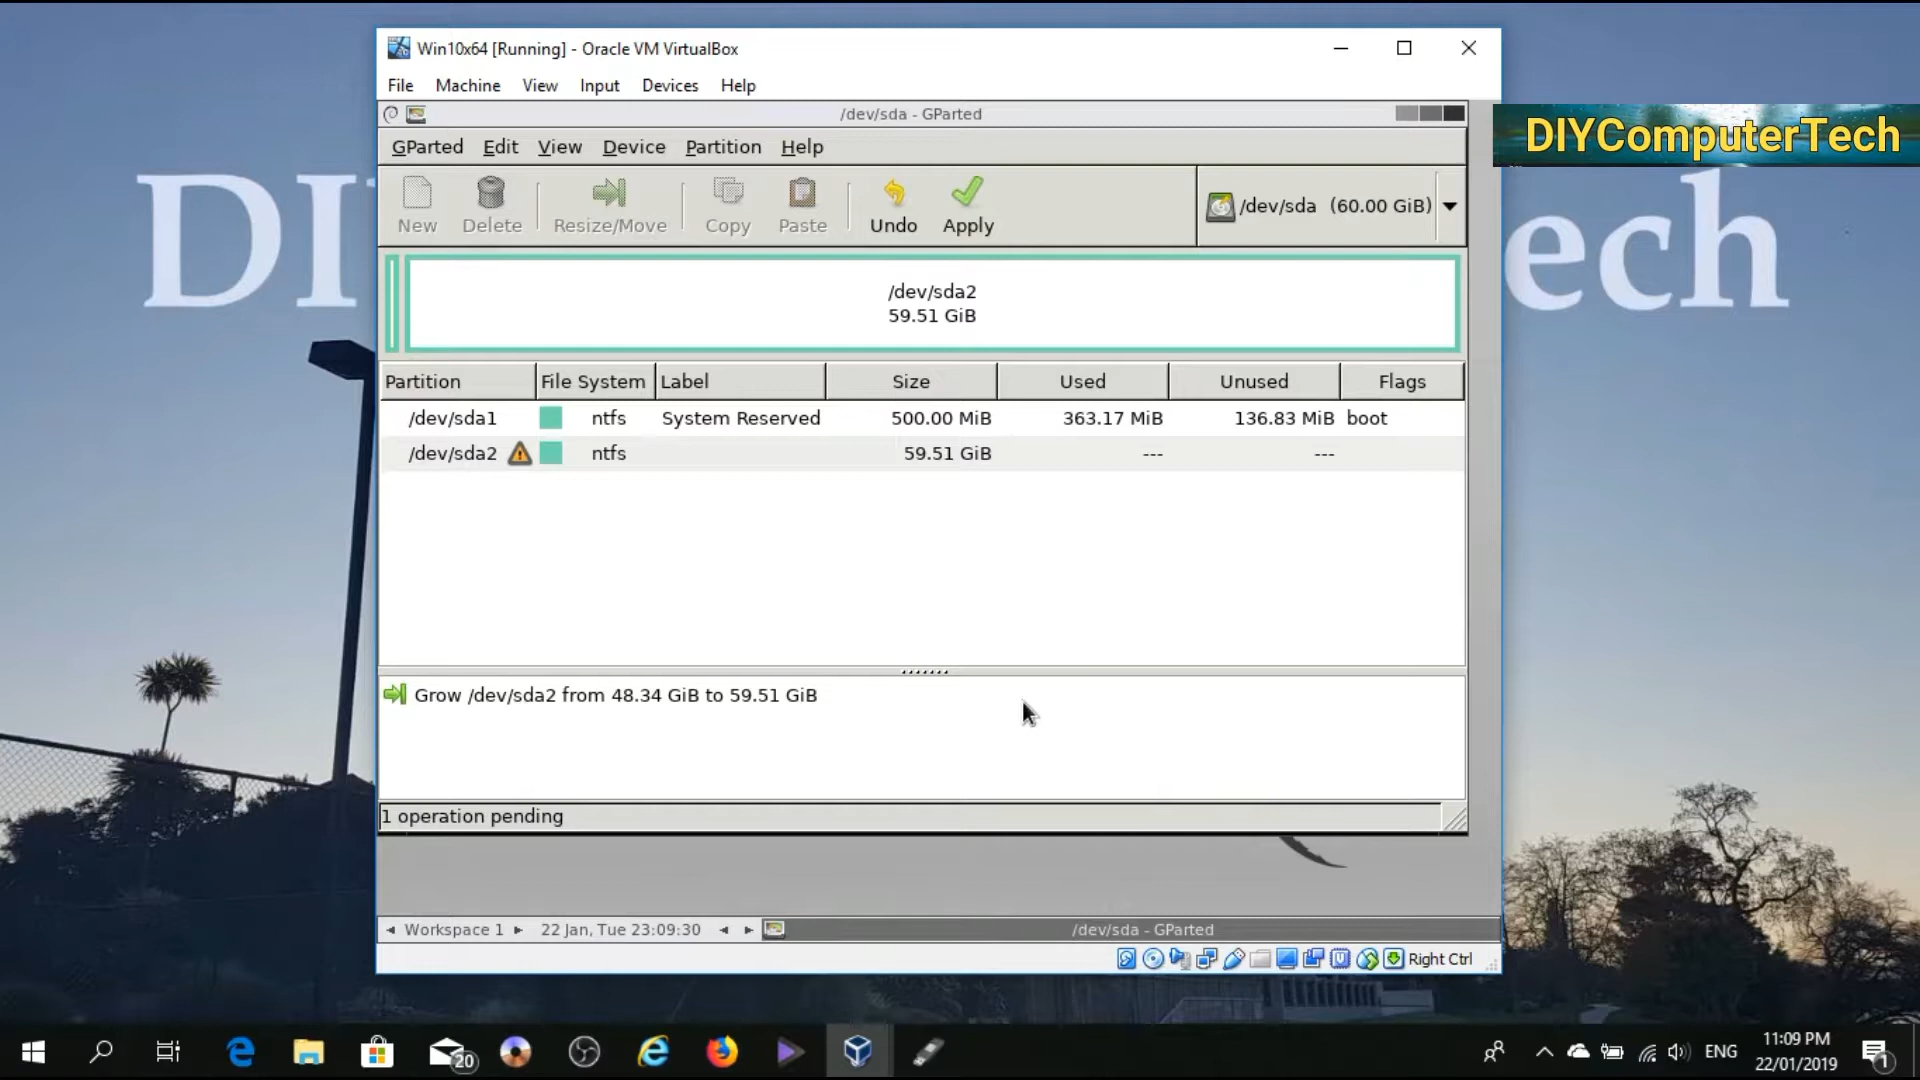 Win10x64 [Running] - Oracle VM VirtualBox
File Machine View Input Devices Help
/dev/sda - GParted
DIYComputerTech
GParted Edit View Device Partition Help
New Delete Resize/Move Copy Paste Undo Apply /dev/sda (60.00 GiB)
DI ech
/dev/sda2
59.51 GiB
Partition File System Label Size Used Unused Flags
/dev/sda1 ntfs System Reserved 500.00 MiB 363.17 MiB 136.83 MiB boot
/dev/sda2 ntfs 59.51 GiB --- ---
Grow /dev/sda2 from 48.34 GiB to 59.51 GiB
1 operation pending
Workspace 1 22 Jan, Tue 23:09:30 /dev/sda - GParted
Right Ctrl
20 ENG 11:09 PM
22/01/2019 1